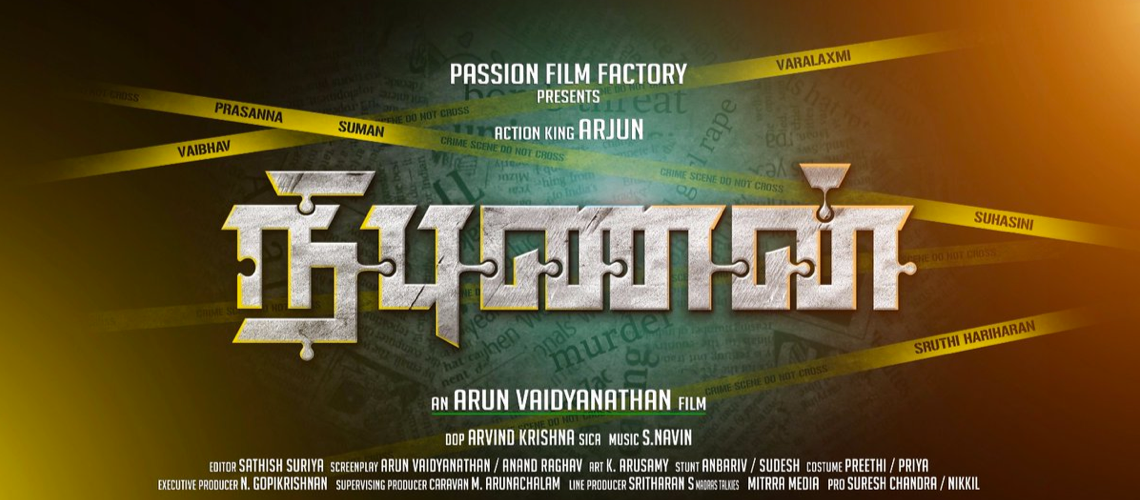 PASSION FILM FACTORY
PRESENTS
ACTION KING ARJUN
VARALAXMI
PRASANNA
SUMAN
VAIBHAV
CRIME SCENE DO NOT CROSS
CRIME SCENE DO NOT CROSS
SUHASINI
நிபுணன்
threat
rape
murder
SRUTHI HARIHARAN
CRIME SCENE DO NOT CROSS
AN ARUN VAIDYANATHAN FILM
DOP ARVIND KRISHNA SICA MUSIC S.NAVIN
EDITOR SATHISH SURIYA SCREENPLAY ARUN VAIDYANATHAN / ANAND RAGHAV ART K. ARUSAMY STUNT ANBARIV / SUDESH COSTUME PREETHI / PRIYA
EXECUTIVE PRODUCER N. GOPIKRISHNAN SUPERVISING PRODUCER CARAVAN M. ARUNACHALAM LINE PRODUCER SRITHARAN S MADRAS TALKIES MITRRA MEDIA PRO SURESH CHANDRA / NIKKIL